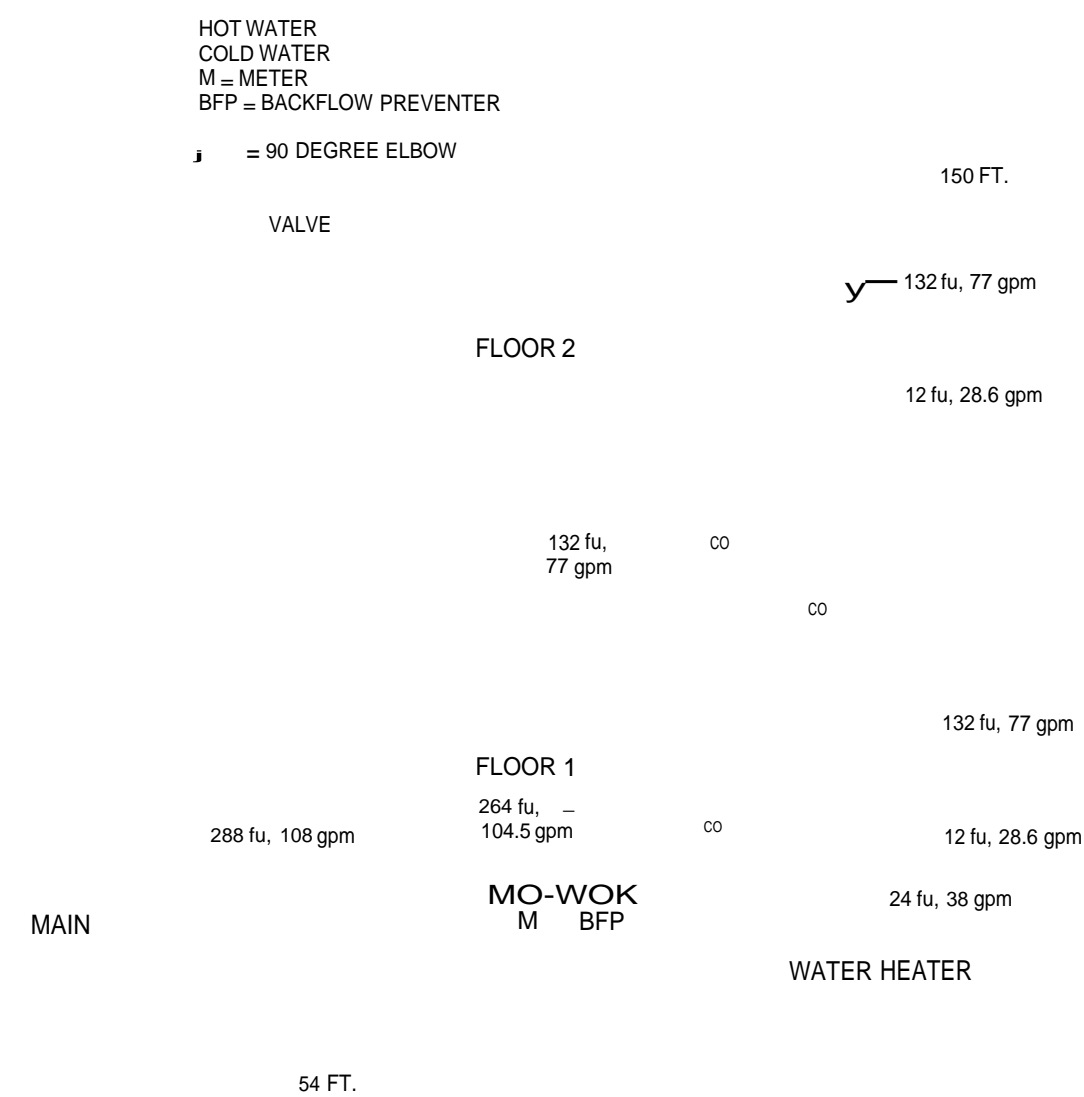 HOT WATER
COLD WATER
M = METER
BFP = BACKFLOW PREVENTER
j = 90 DEGREE ELBOW
150 FT.
VALVE
y— 132 fu, 77 gpm
FLOOR 2
12 fu, 28.6 gpm
132 fu,
77 gpm
CO
CO
132 fu, 77 gpm
FLOOR 1
264 fu, –
104.5 gpm
288 fu, 108 gpm
CO
12 fu, 28.6 gpm
MO-WOK
24 fu, 38 gpm
M BFP
MAIN
WATER HEATER
54 FT.